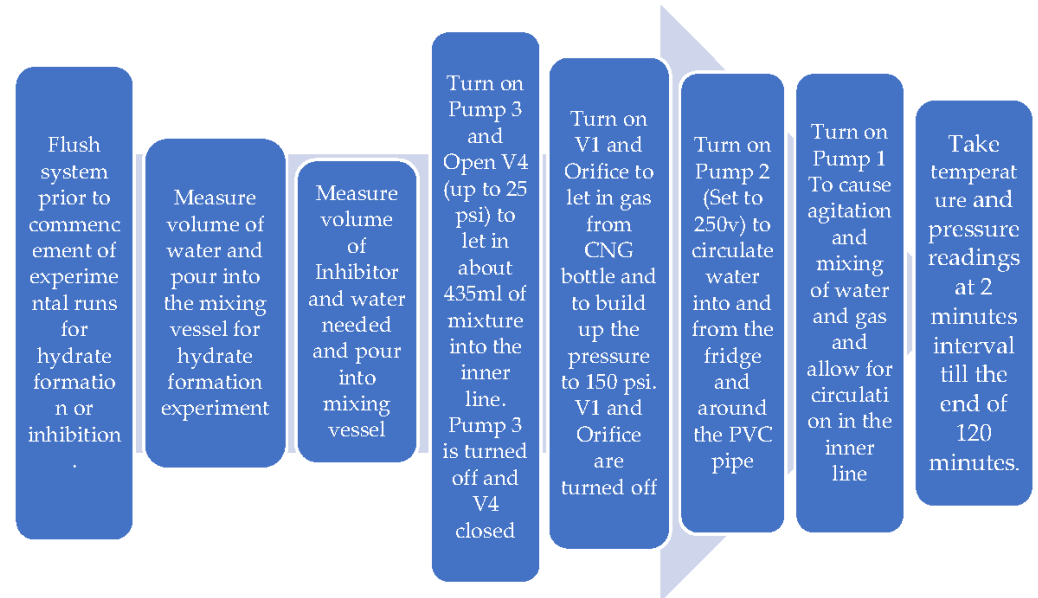 Flush
system
prior to
commenc
ement of
experime
ntal runs
for
hydrate
formatio
n or
inhibition
.
Measure
volume of
water and
pour into
the mixing
vessel for
hydrate
formation
experiment
Measure
volume
of
Inhibitor
and water
needed
and pour
into
mixing
vessel
Turn on
Pump 3
and
Open V4
(up to 25
psi) to
let in
about
435ml of
mixture
into the
inner
line.
Pump 3
is turned
off and
V4
closed
Turn on
V1 and
Orifice to
let in gas
from
CNG
bottle and
to build
up the
pressure
to 150 psi.
V1 and
Orifice
are
turned off
Turn on
Pump 2
(Set to
250v) to
circulate
water
into and
from the
fridge
and
around
the PVC
pipe
Turn on
Pump 1
To cause
agitation
and
mixing
of water
and gas
and
allow for
circulati
on in the
inner
line
Take
temperat
ure and
pressure
readings
at 2
minutes
interval
till the
end of
120
minutes.